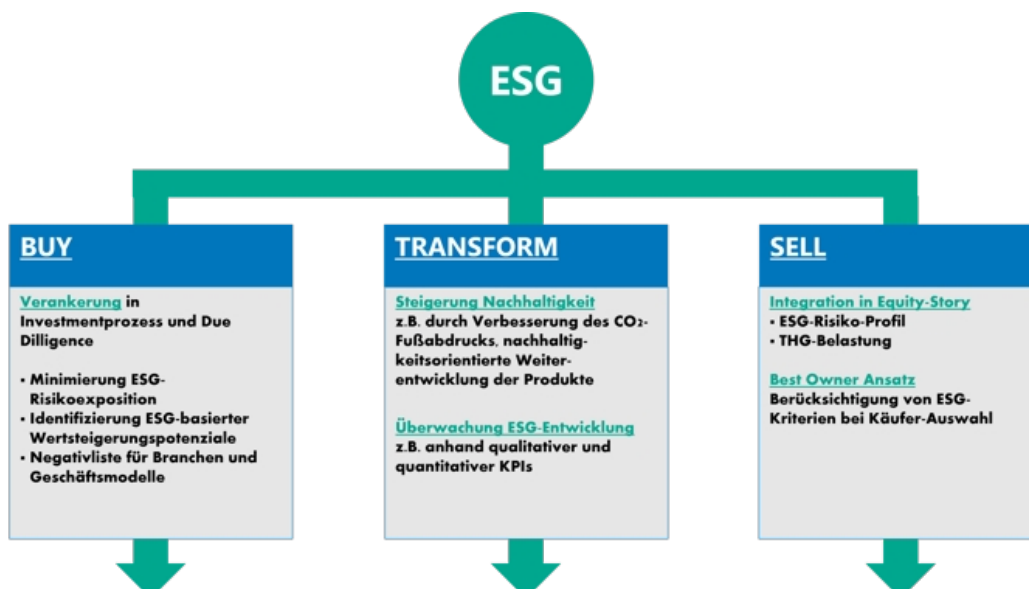 ESG
BUY
Verankerung in
Investmentprozess und Due
Dilligence
▪ Minimierung ESG-
Risikoexposition
▪ Identifizierung ESG-basierter
Wertsteigerungspotenziale
▪ Negativliste für Branchen und
Geschäftsmodelle
TRANSFORM
Steigerung Nachhaltigkeit
z.B. durch Verbesserung des CO₂-
Fußabdrucks, nachhaltig-
keitsorientierte Weiter-
entwicklung der Produkte
Überwachung ESG-Entwicklung
z.B. anhand qualitativer und
quantitativer KPIs
SELL
Integration in Equity-Story
▪ ESG-Risiko-Profil
▪ THG-Belastung
Best Owner Ansatz
Berücksichtigung von ESG-
Kriterien bei Käufer-Auswahl